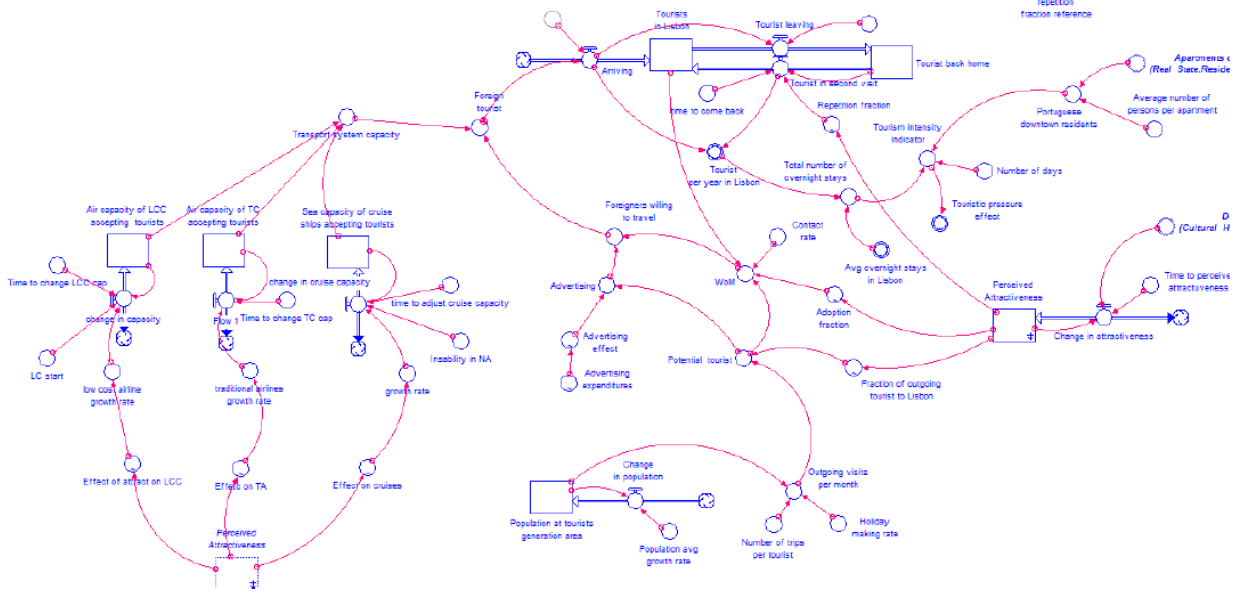 repetition
fraction reference
Tourists
in Lisbon
Tourist leaving
Arriving
Tourist back home
Tourist in second visit
Apartments
(Real State.Reside
Foreign
tourist
time to come back
Repetition fraction
Average number of
persons per apartment
Portuguese
downtown residents
Transport system capacity
Tourism intensity
indicator
Tourist
per year in Lisbon
Total number of
overnight stays
Number of days
Touristic pressure
effect
Air capacity of LCC
accepting tourists
Air capacity of TC
accepting tourists
Sea capacity of cruise
ships accepting tourists
Foreigners willing
to travel
Contact
rate
Avg overnight stays
in Lisbon
D
(Cultural H
Time to change LCC cap
change in cruise capacity
Advertising
WoM
Perceived
Attractiveness
Time to perceive
attractiveness
change in capacity
Flow 1
Time to change TC cap
time to adjust cruise capacity
Adoption
fraction
Change in attractiveness
LC start
Insability in NA
Advertising
effect
Potential tourist
Advertising
expenditures
low cost airline
growth rate
traditional airlines
growth rate
growth rate
Fraction of outgoing
tourist to Lisbon
Effect of attract on LCC
Effect on TA
Effect on cruises
Change
in population
Outgoing visits
per month
Population at tourists
generation area
Population avg
growth rate
Number of trips
per tourist
Holiday
making rate
Perceived
Attractiveness